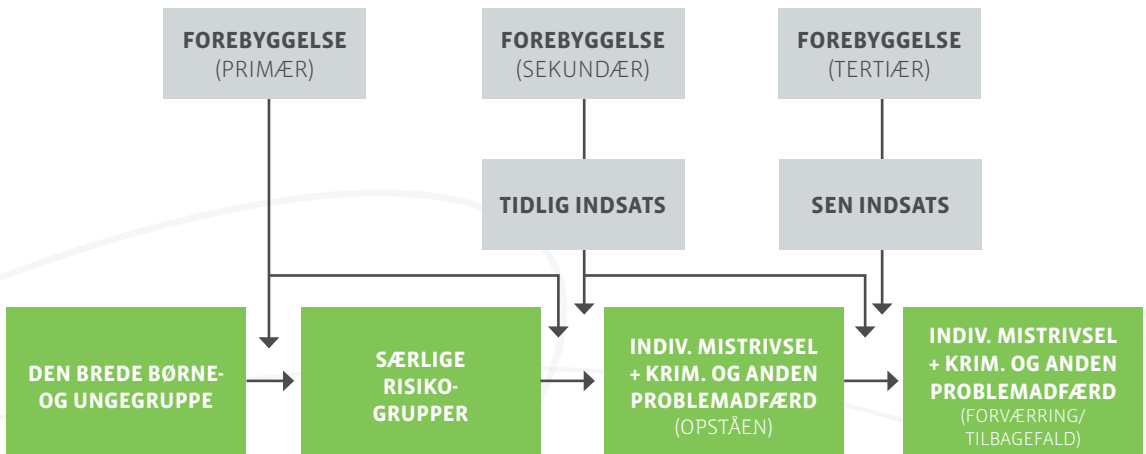 FOREBYGGELSE
(PRIMÆR)
FOREBYGGELSE
(SEKUNDÆR)
FOREBYGGELSE
(TERTIÆR)
TIDLIG INDSATS
SEN INDSATS
DEN BREDE BØRNE-
OG UNGEGRUPPE
SÆRLIGE
RISIKO-
GRUPPER
INDIV. MISTRIVSEL
+ KRIM. OG ANDEN
PROBLEMADFÆRD
(OPSTÅEN)
INDIV. MISTRIVSEL
+ KRIM. OG ANDEN
PROBLEMADFÆRD
(FORVÆRRING/
TILBAGEFALD)